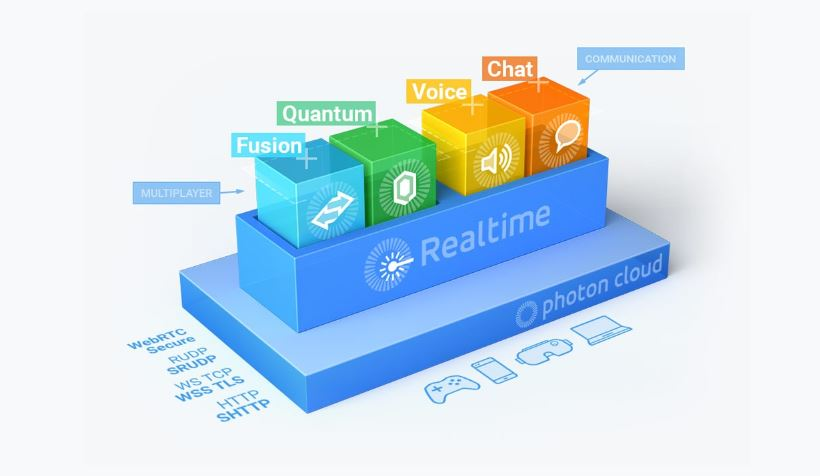 COMMUNICATION
Chat
Voice
Quantum
Fusion
MULTIPLAYER
Realtime
photon cloud
WebRTC
Secure
RUDP
SRUDP
WS TCP
WSS TLS
HTTP
SHTTP